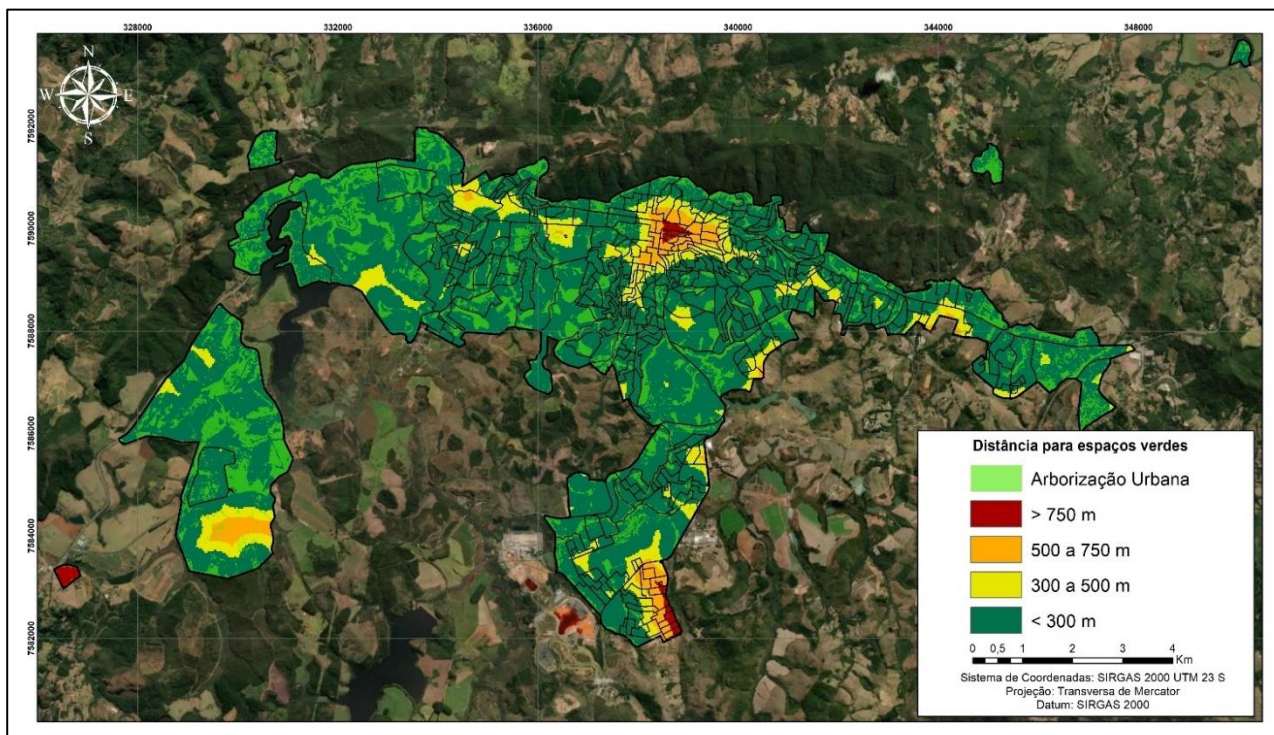 328000
332000
336000
340000
344000
348000
N
W
E
S
7592000
7590000
7588000
7586000
7584000
7582000
Distância para espaços verdes
Arborização Urbana
> 750 m
500 a 750 m
300 a 500 m
< 300 m
0 0,5 1 2 3 4
Km
Sistema de Coordenadas: SIRGAS 2000 UTM 23 S
Projeção: Transversa de Mercator
Datum: SIRGAS 2000